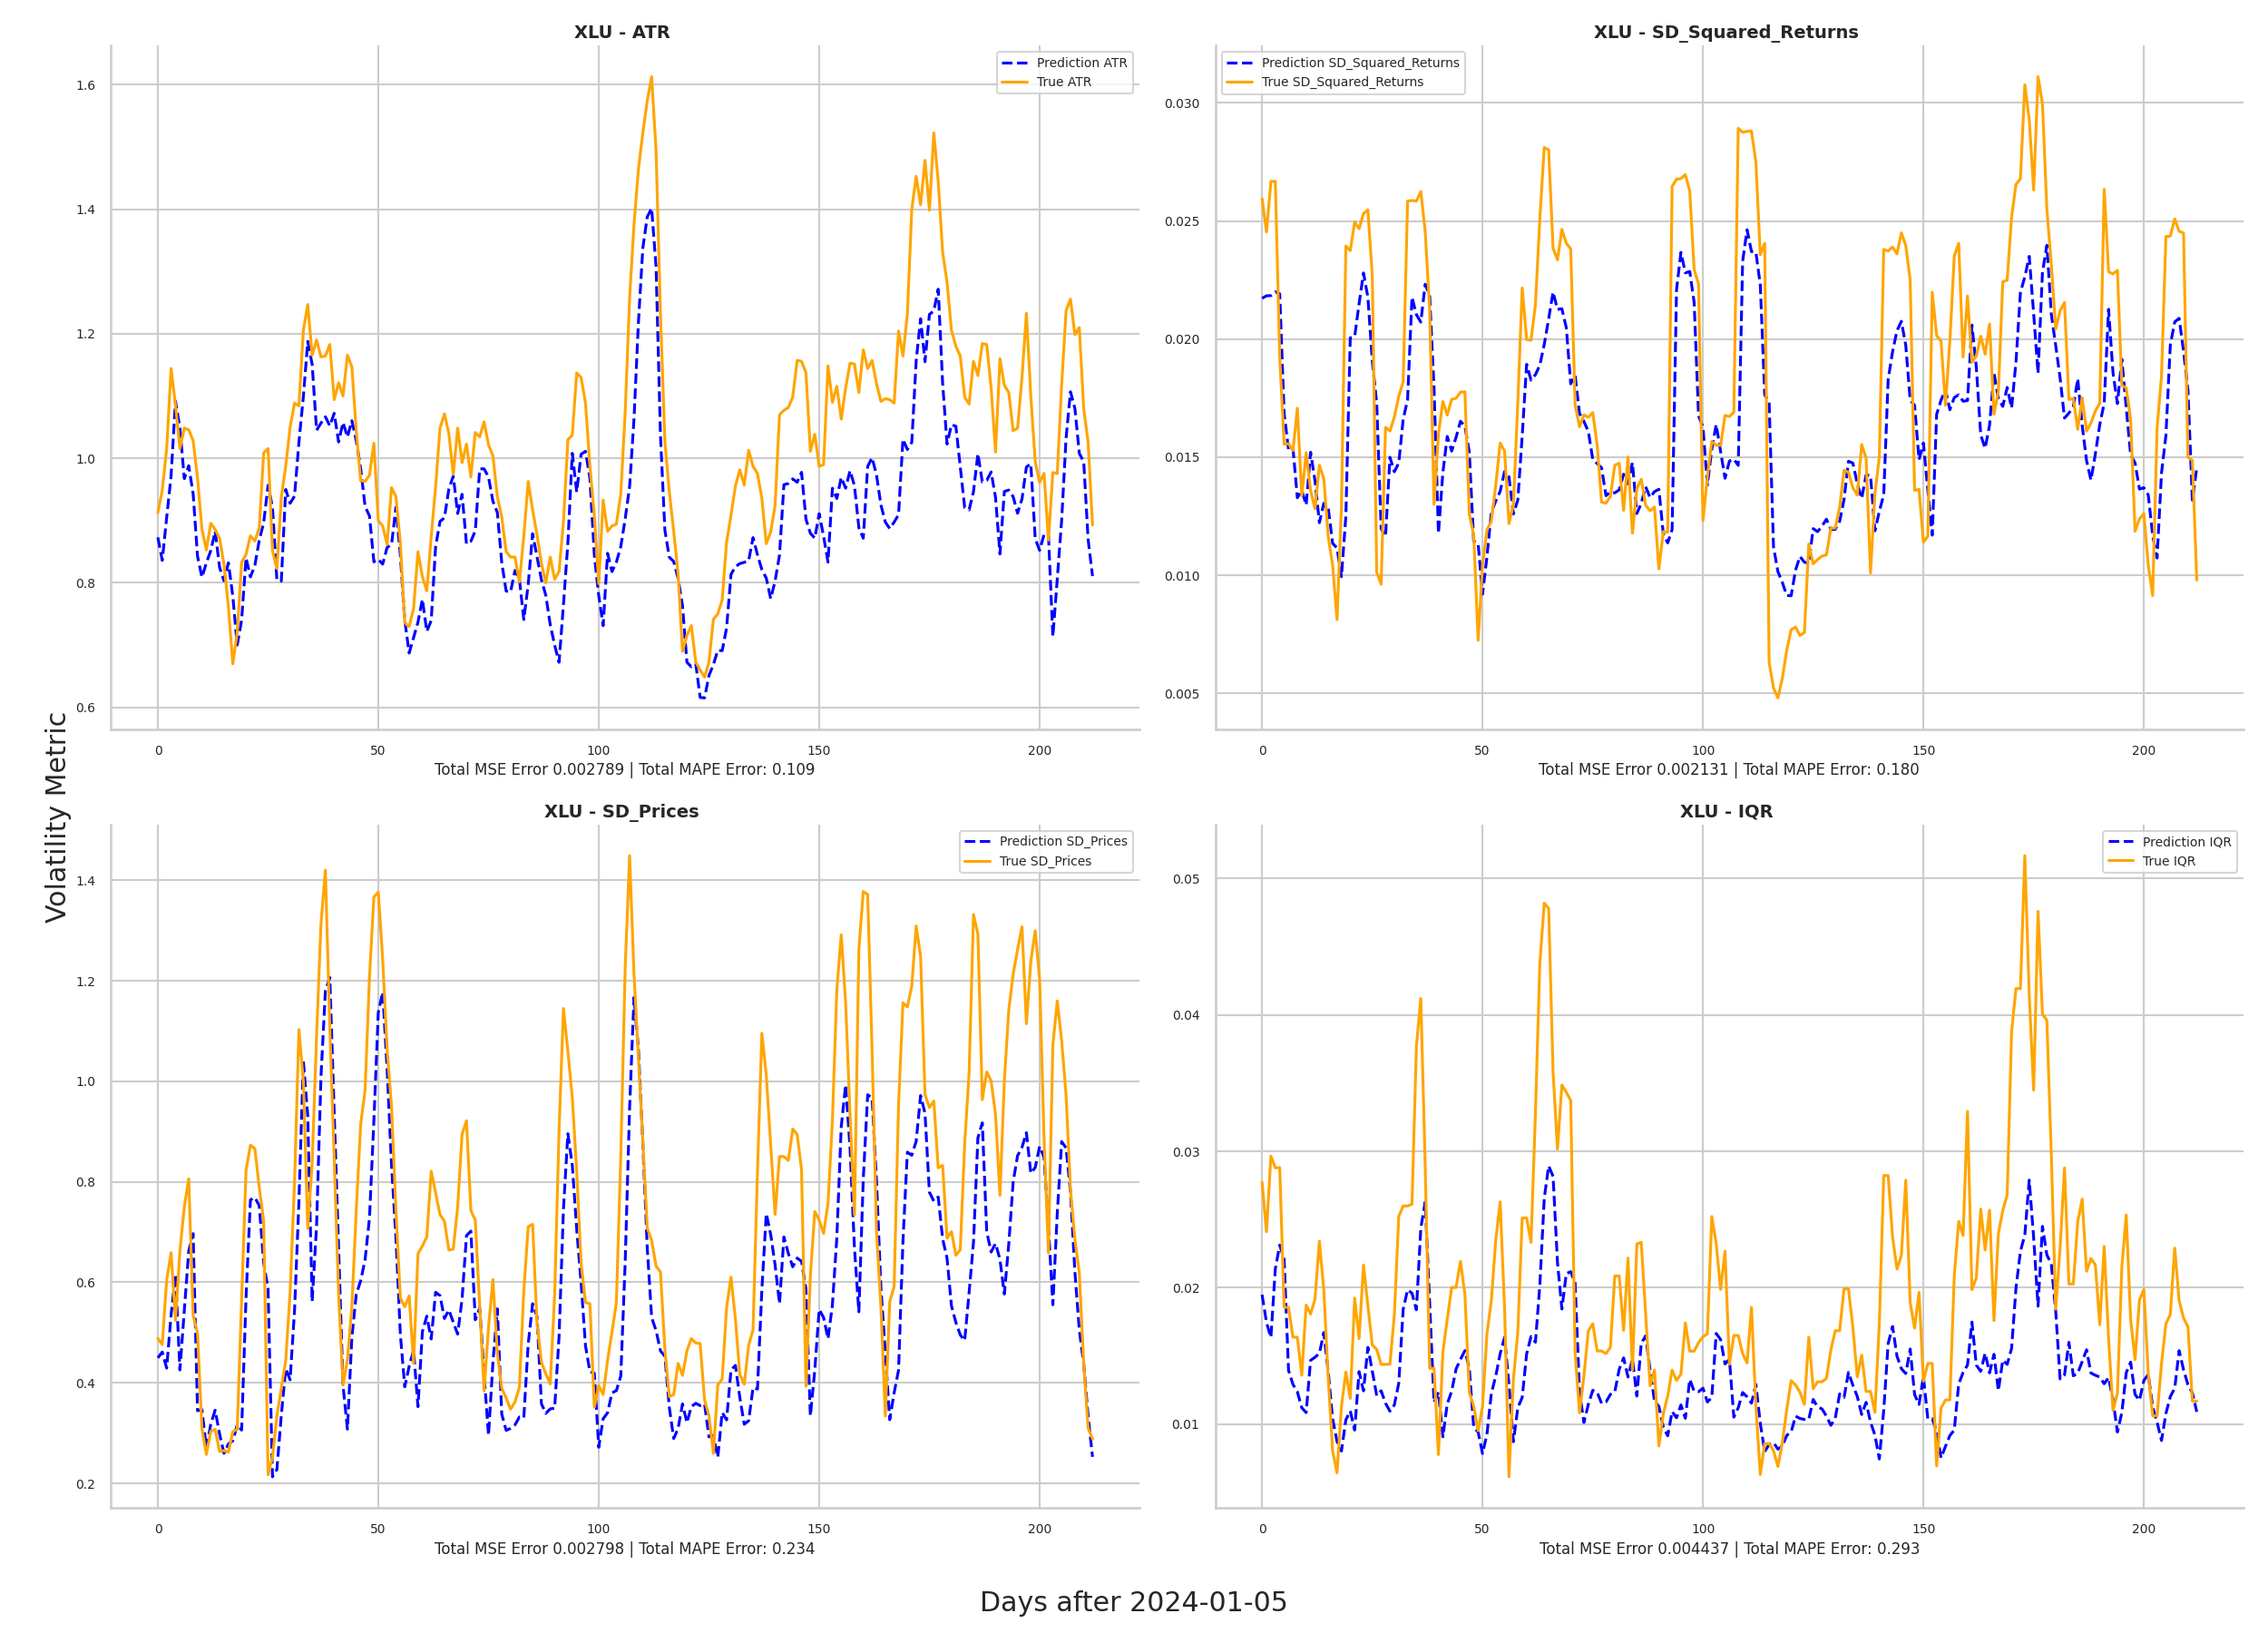 XLU - ATR
Prediction ATR
True ATR
1.6
1.4
1.2
1.0
0.8
0.6
0 50 100 150 200
Total MSE Error 0.002789 | Total MAPE Error: 0.109
XLU - SD_Squared_Returns
Prediction SD_Squared_Returns
True SD_Squared_Returns
0.030
0.025
0.020
0.015
0.010
0.005
0 50 100 150 200
Total MSE Error 0.002131 | Total MAPE Error: 0.180
Volatility Metric
XLU - SD_Prices
Prediction SD_Prices
True SD_Prices
1.4
1.2
1.0
0.8
0.6
0.4
0.2
0 50 100 150 200
Total MSE Error 0.002798 | Total MAPE Error: 0.234
XLU - IQR
Prediction IQR
True IQR
0.05
0.04
0.03
0.02
0.01
0 50 100 150 200
Total MSE Error 0.004437 | Total MAPE Error: 0.293
Days after 2024-01-05